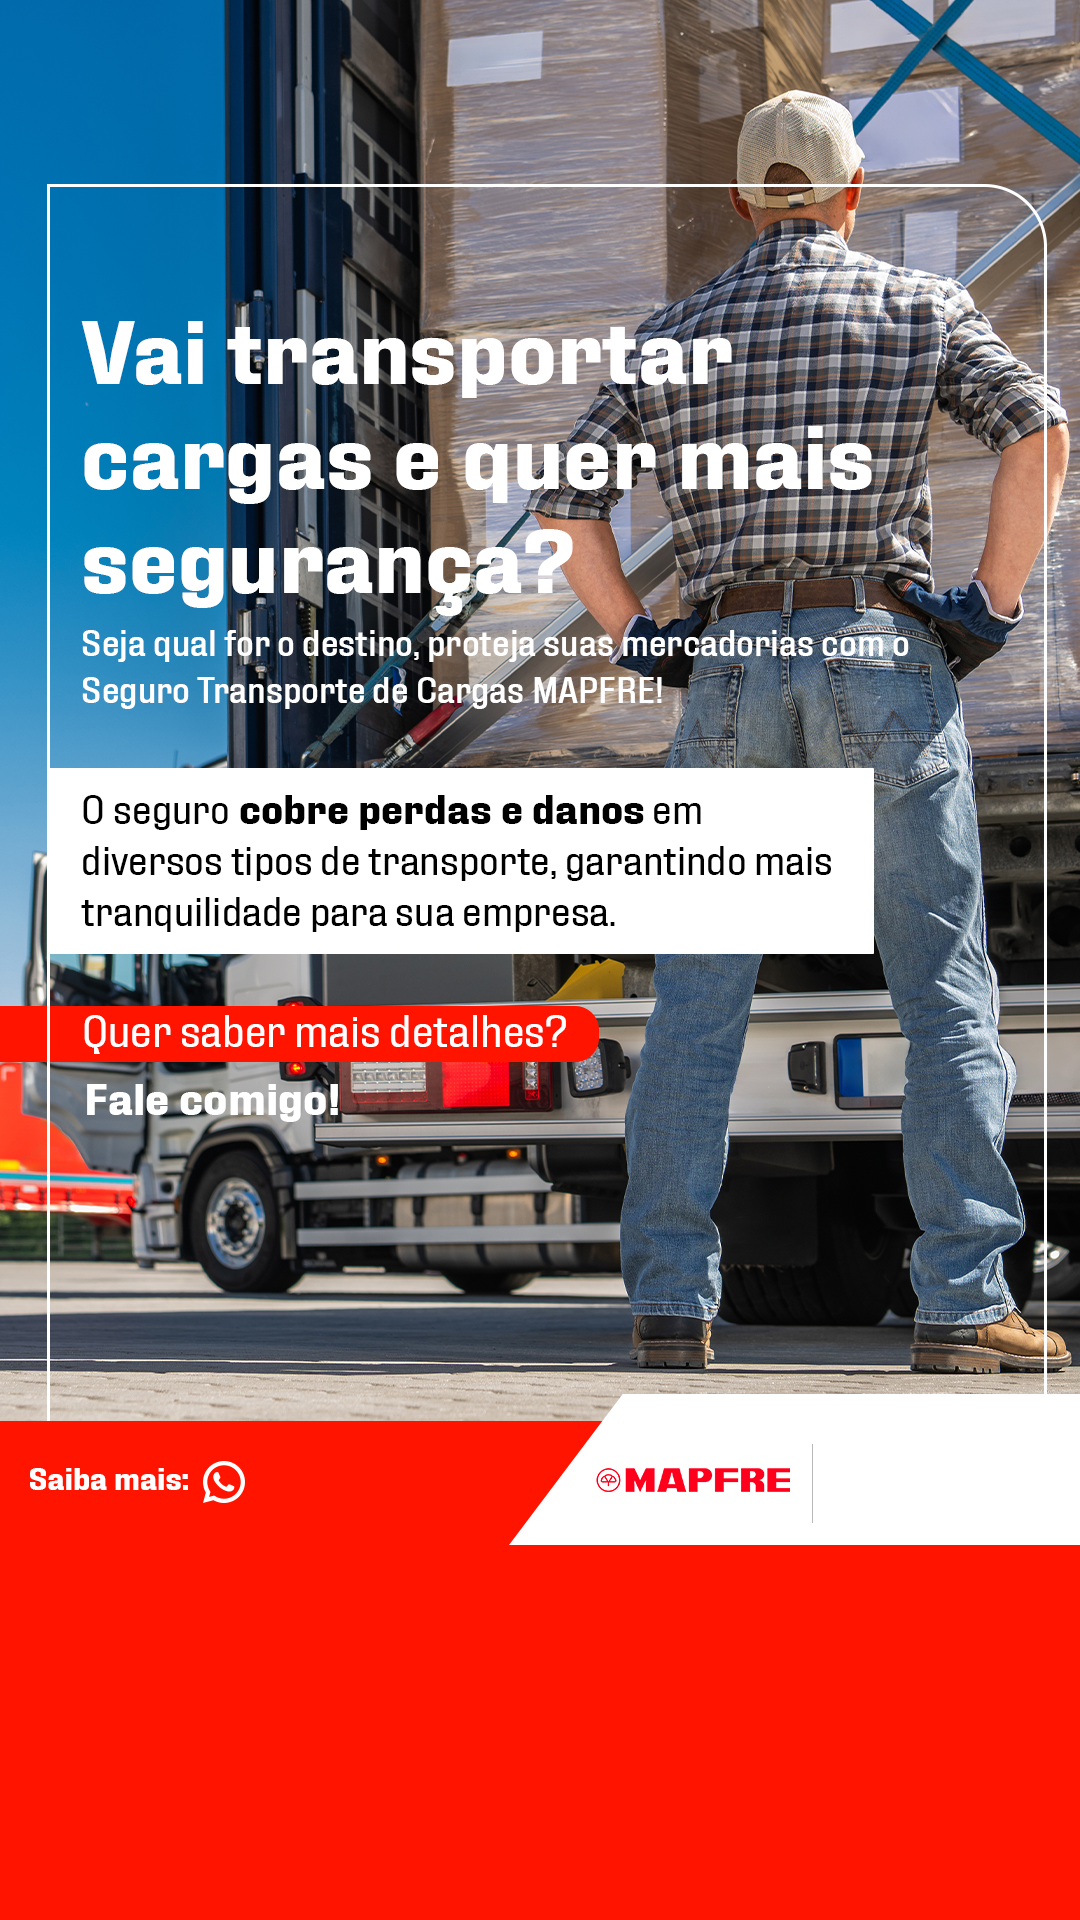 Vai transportar
cargas e quer mais
segurança?
Seja qual for o destino, proteja suas mercadorias com o
Seguro Transporte de Cargas MAPFRE!
O seguro cobre perdas e danos em
diversos tipos de transporte, garantindo mais
tranquilidade para sua empresa.
Quer saber mais detalhes?
Fale comigo!
Saiba mais:
MAPFRE